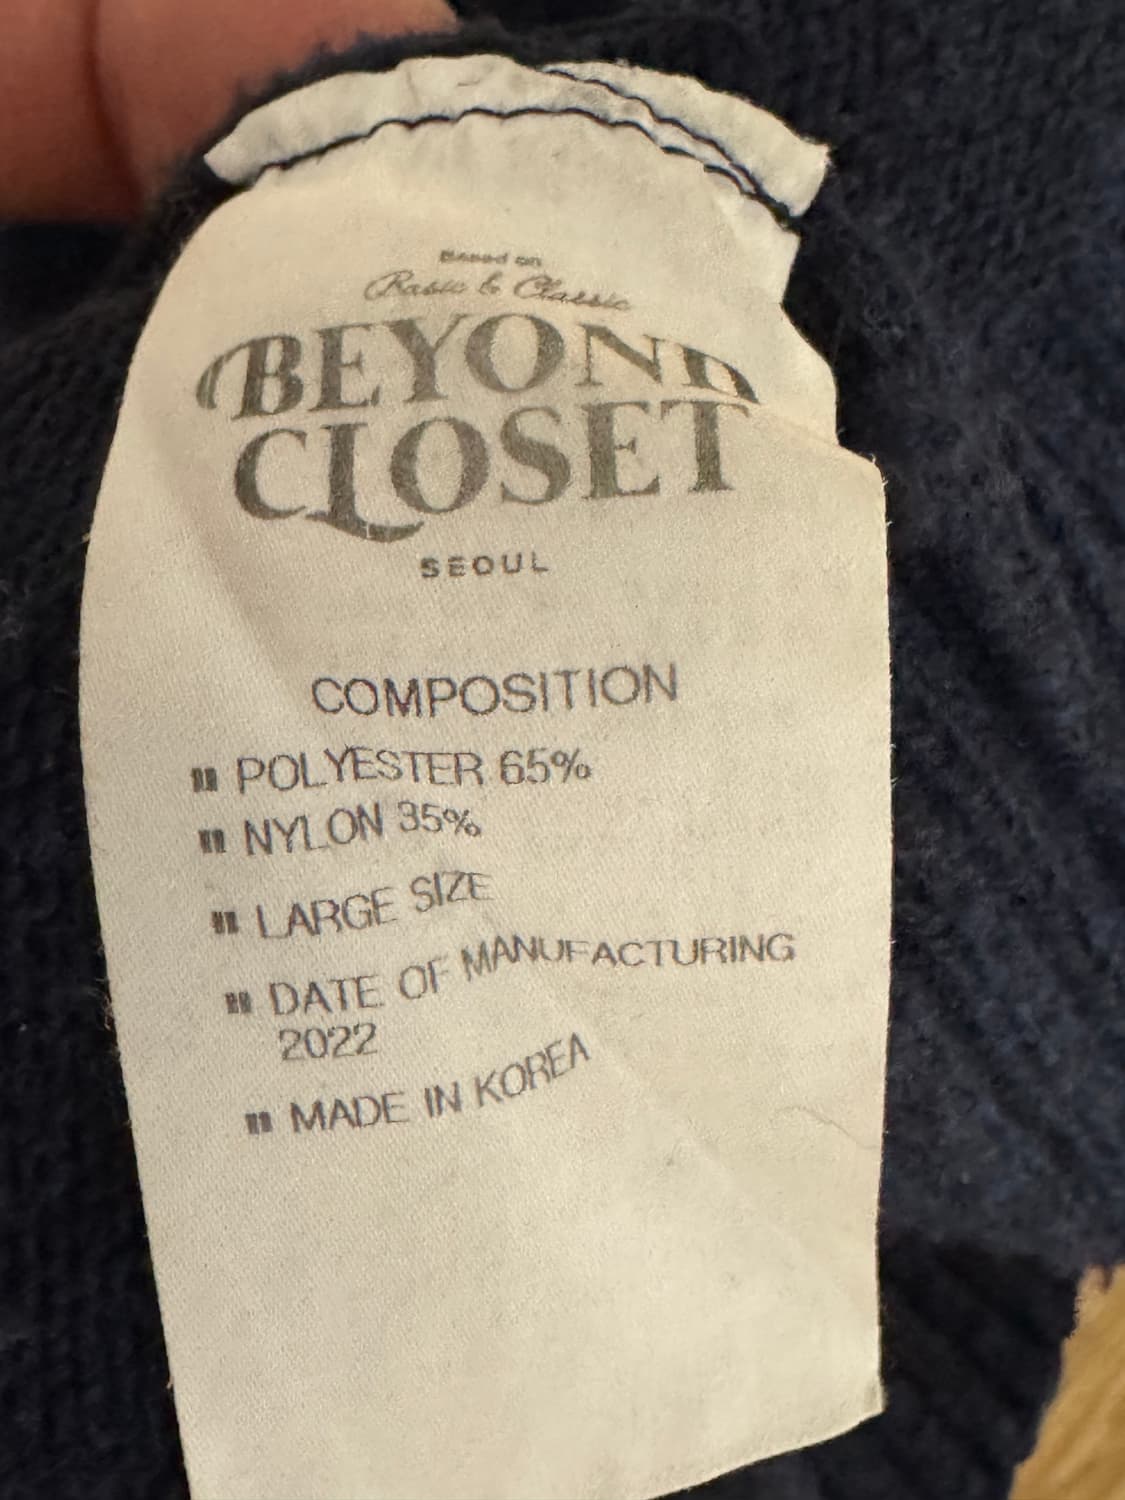 Based on
Basic & Classic
BEYOND
CLOSET
SEOUL
COMPOSITION
" POLYESTER 65%
" NYLON 35%
" LARGE SIZE
" DATE OF MANUFACTURING
2022
" MADE IN KOREA